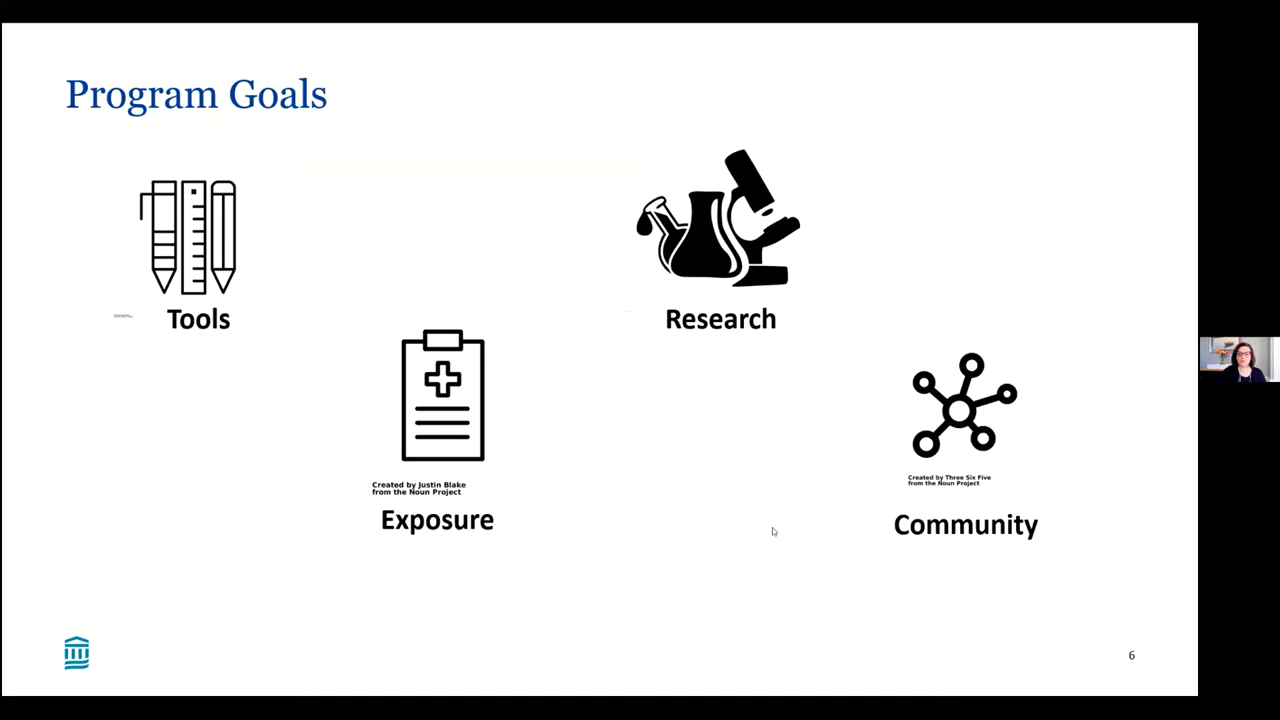 Program Goals
Tools
Research
Created by Justin Blake
from the Noun Project
Exposure
Created by Three Six Five
from the Noun Project
Community
6